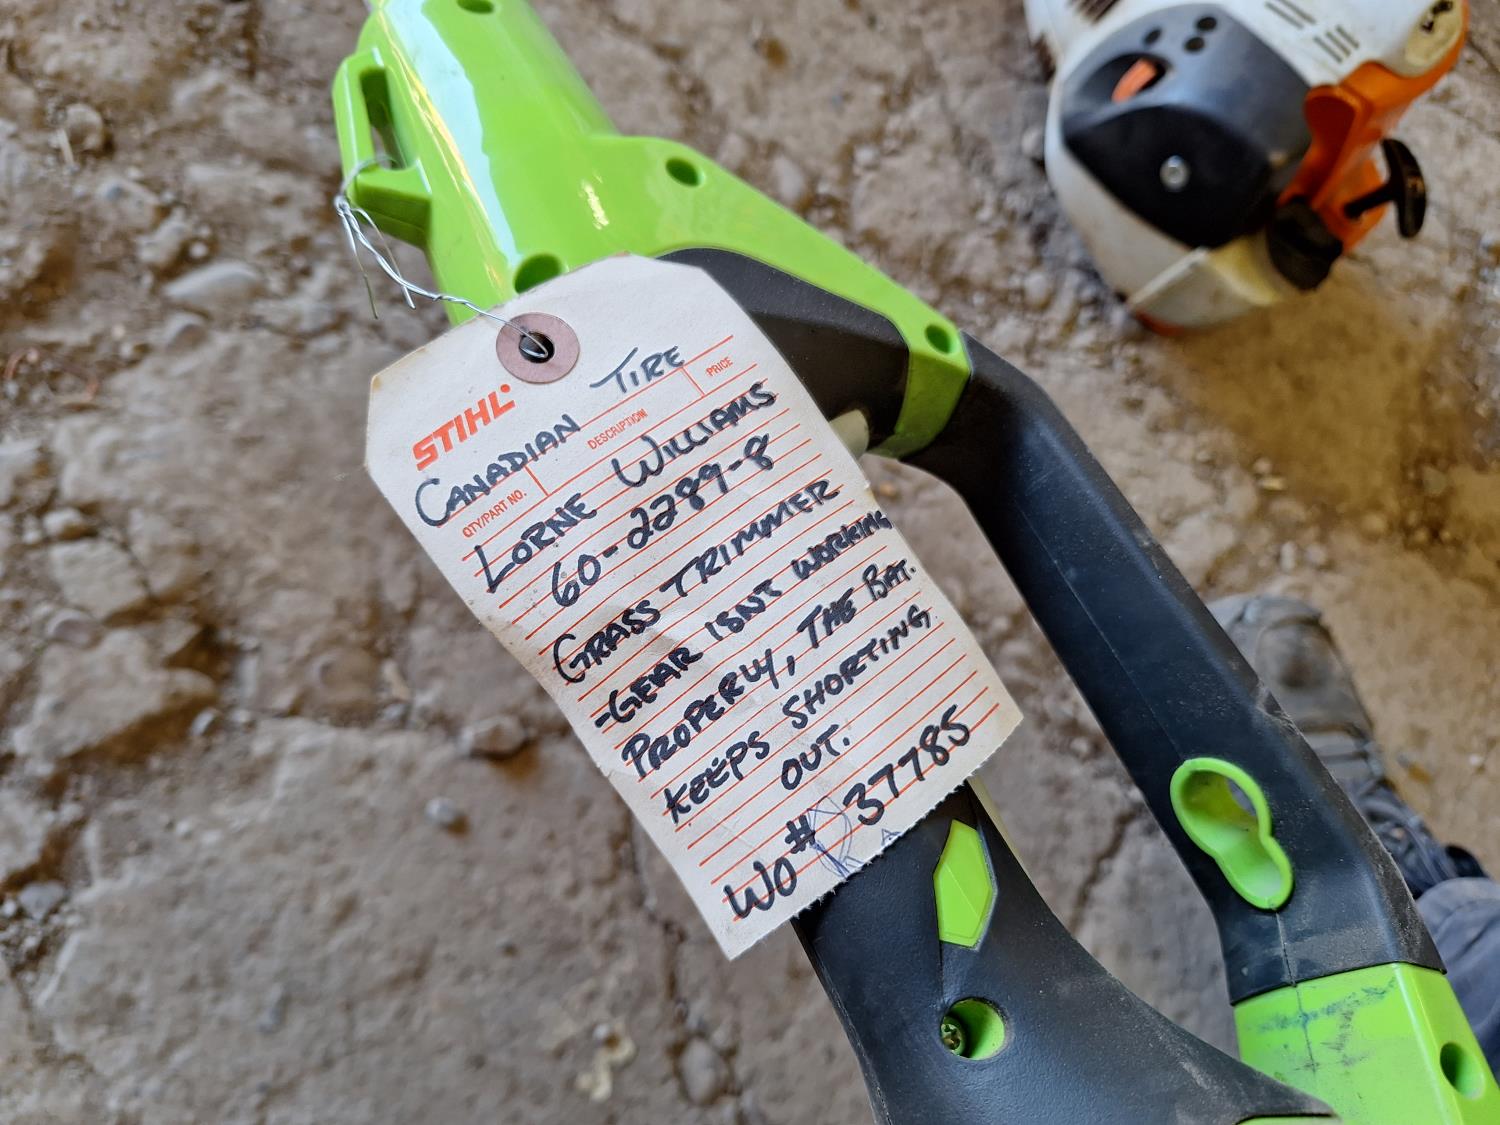 STIHL
CANADIAN TIRE
QTY/PART NO. DESCRIPTION PRICE
LORNE WILLIAMS
60-2289-8
GRASS TRIMMER
-GEAR ISNT WORKING
PROPERLY, THE BAT.
KEEPS SHORTING
OUT.
WO# 37785